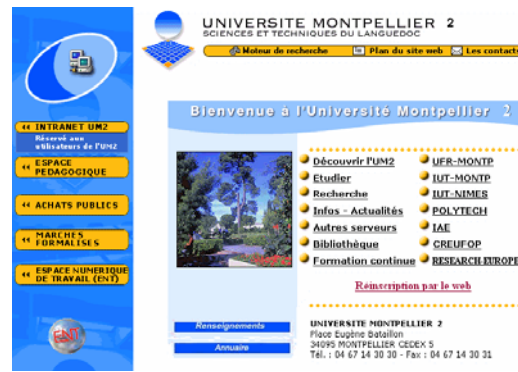 UNIVERSITE MONTPELLIER 2
SCIENCES ET TECHNIQUES DU LANGUEDOC
Moteur de recherche
Plan du site web
Les contacts
INTRANET UM2
Réservé aux
utilisateurs de l'UM2
ESPACE
PEDAGOGIQUE
ACHATS PUBLICS
MARCHES
FORMALISES
ESPACE NUMERIQUE
DE TRAVAIL (ENT)
ENT
Bienvenue à l'Université Montpellier 2
Découvrir l'UM2
Etudier
Recherche
Infos - Actualités
Autres serveurs
Bibliothèque
Formation continue
UFR-MONTP
IUT-MONTP
IUT-NIMES
POLYTECH
IAE
CREUFOP
RESEARCH-EUROPE
Réinscription par le web
Renseignements
Annuaire
UNIVERSITE MONTPELLIER 2
Place Eugène Bataillon
34095 MONTPELLIER CEDEX 5
Tél. : 04 67 14 30 30 - Fax : 04 67 14 30 31